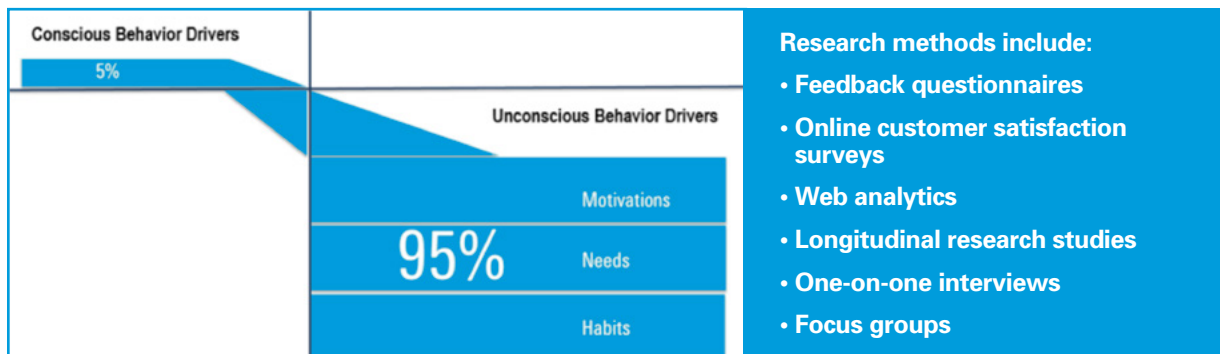 Conscious Behavior Drivers
5%
Unconscious Behavior Drivers
Motivations
95%
Needs
Habits
Research methods include:
• Feedback questionnaires
• Online customer satisfaction
surveys
• Web analytics
• Longitudinal research studies
• One-on-one interviews
• Focus groups